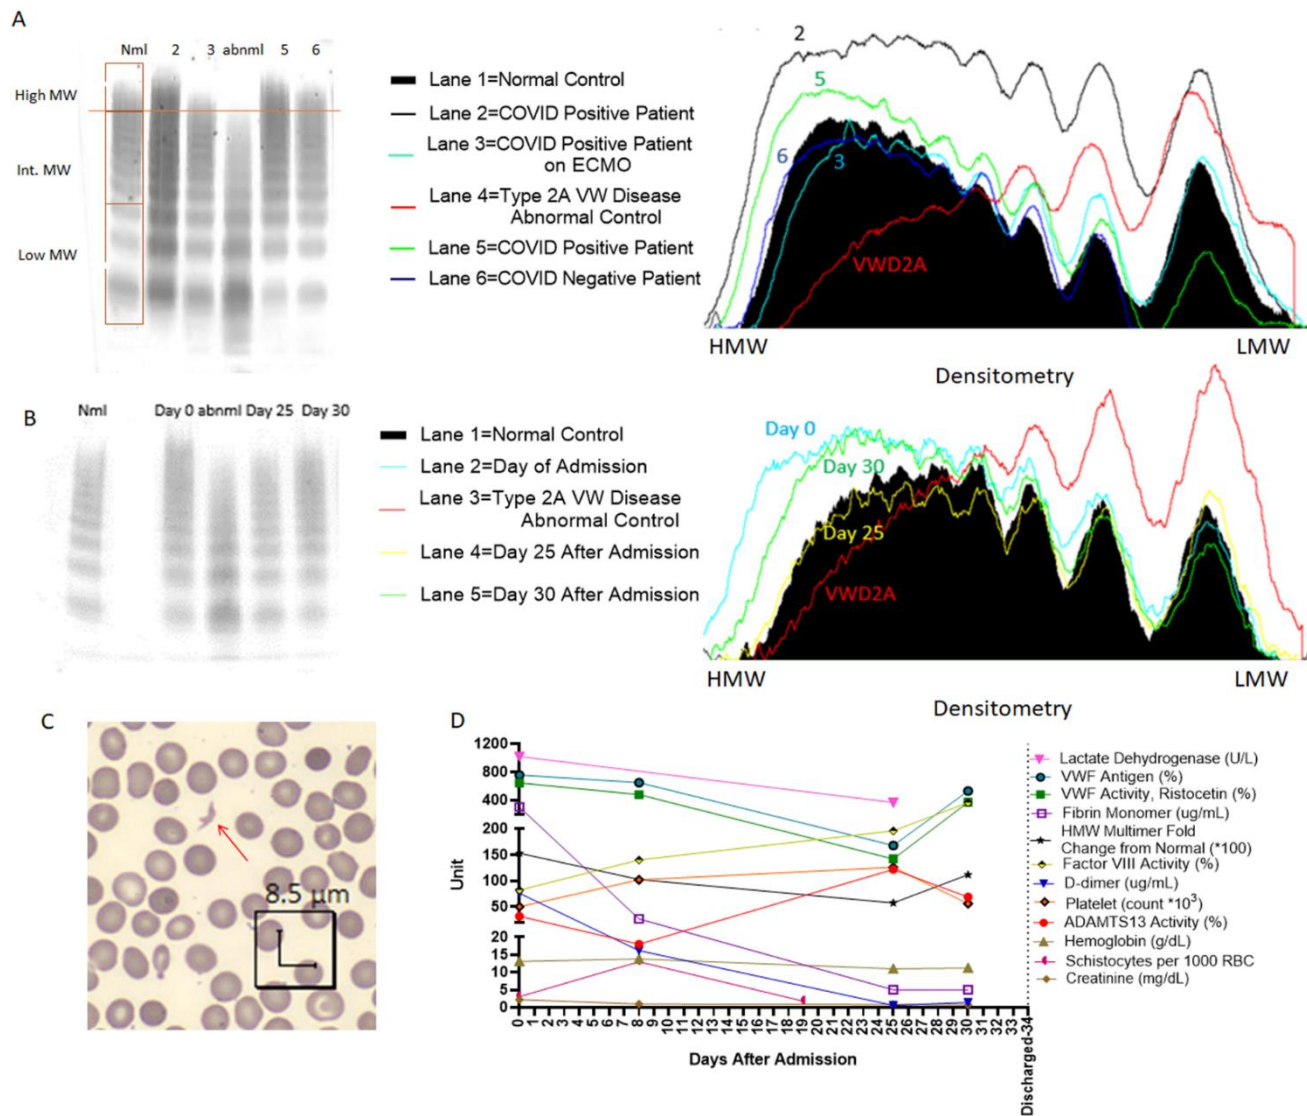 A
Nml 2 3 abnml 5 6
High MW
Int. MW
Low MW
Lane 1=Normal Control
Lane 2=COVID Positive Patient
Lane 3=COVID Positive Patient
on ECMO
Lane 4=Type 2A VW Disease
Abnormal Control
Lane 5=COVID Positive Patient
Lane 6=COVID Negative Patient
2
5
6
3
VWD2A
HMW LMW
Densitometry
B
Nml Day 0 abnml Day 25 Day 30
Lane 1=Normal Control
Lane 2=Day of Admission
Lane 3=Type 2A VW Disease
Abnormal Control
Lane 4=Day 25 After Admission
Lane 5=Day 30 After Admission
Day 0
Day 30
Day 25
VWD2A
HMW LMW
Densitometry
C
8.5 µm
D
Unit
1200
800
400
200
150
100
50
20
15
10
5
0
0 1 2 3 4 5 6 7 8 9 10 11 12 13 14 15 16 17 18 19 20 21 22 23 24 25 26 27 28 29 30 31 32 33 Discharged-34
Days After Admission
Lactate Dehydrogenase (U/L)
VWF Antigen (%)
VWF Activity, Ristocetin (%)
Fibrin Monomer (ug/mL)
HMW Multimer Fold
Change from Normal (*100)
Factor VIII Activity (%)
D-dimer (ug/mL)
Platelet (count *10³)
ADAMTS13 Activity (%)
Hemoglobin (g/dL)
Schistocytes per 1000 RBC
Creatinine (mg/dL)